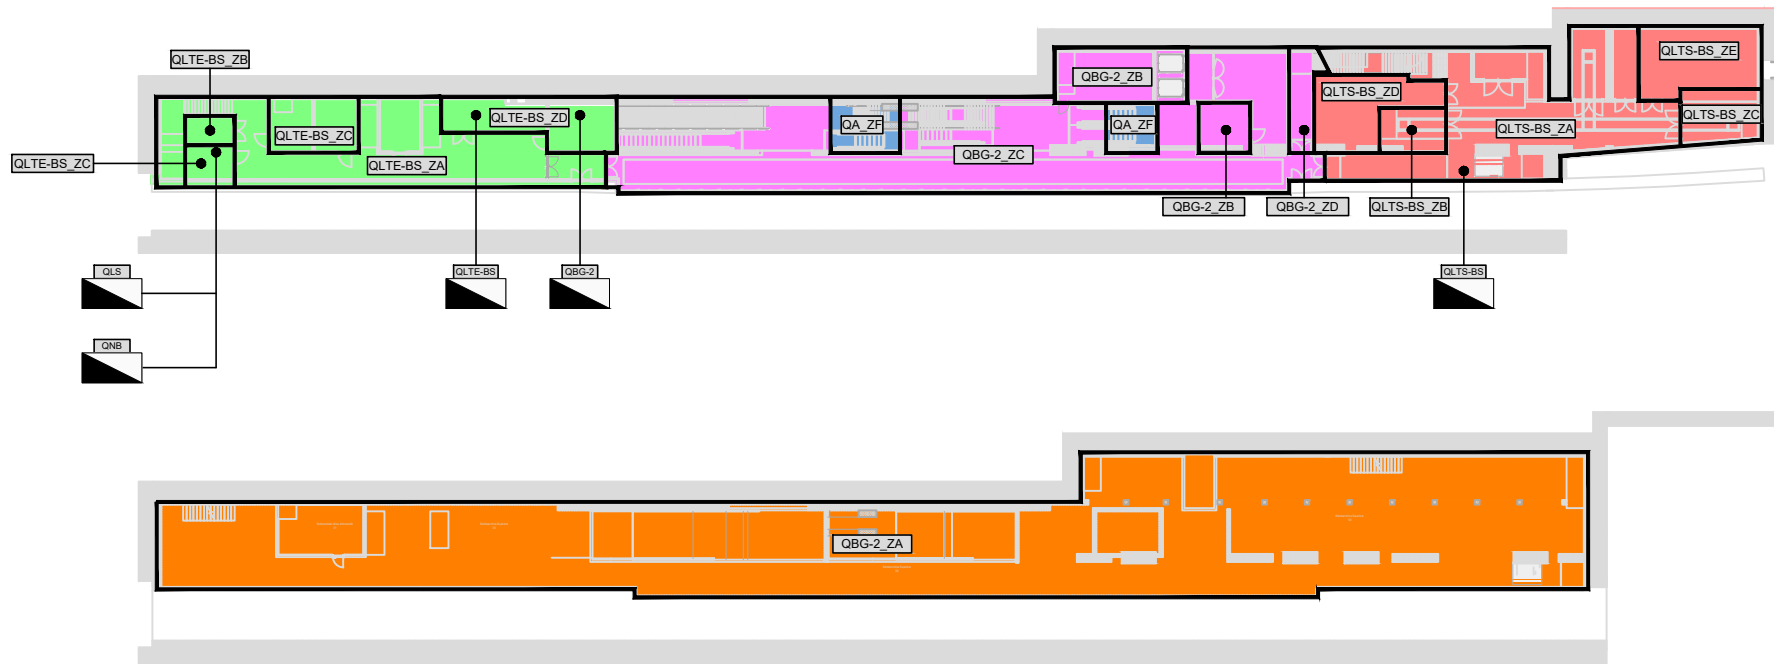 QLTE-BS_ZB
QBG-2_ZB
QLTS-BS_ZE
QLTS-BS_ZD
QLTS-BS_ZC
QLTE-BS_ZD
QA_ZF
QA_ZF
QLTS-BS_ZA
QLTE-BS_ZC
QBG-2_ZC
QLTE-BS_ZC
QLTE-BS_ZA
QBG-2_ZB
QBG-2_ZD
QLTS-BS_ZB
QLS
QLTE-BS
QBG-2
QLTS-BS
QNB
QBG-2_ZA